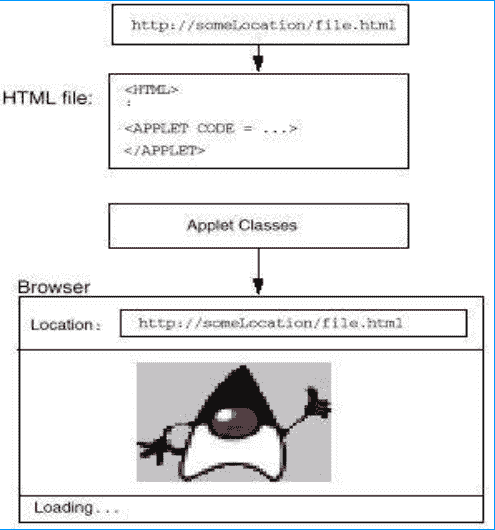 http://someLocation/file.html
HTML file:
<HTML>
:
<APPLET CODE = ...>
</APPLET>
Applet Classes
Browser
Location:
http://someLocation/file.html
Loading...